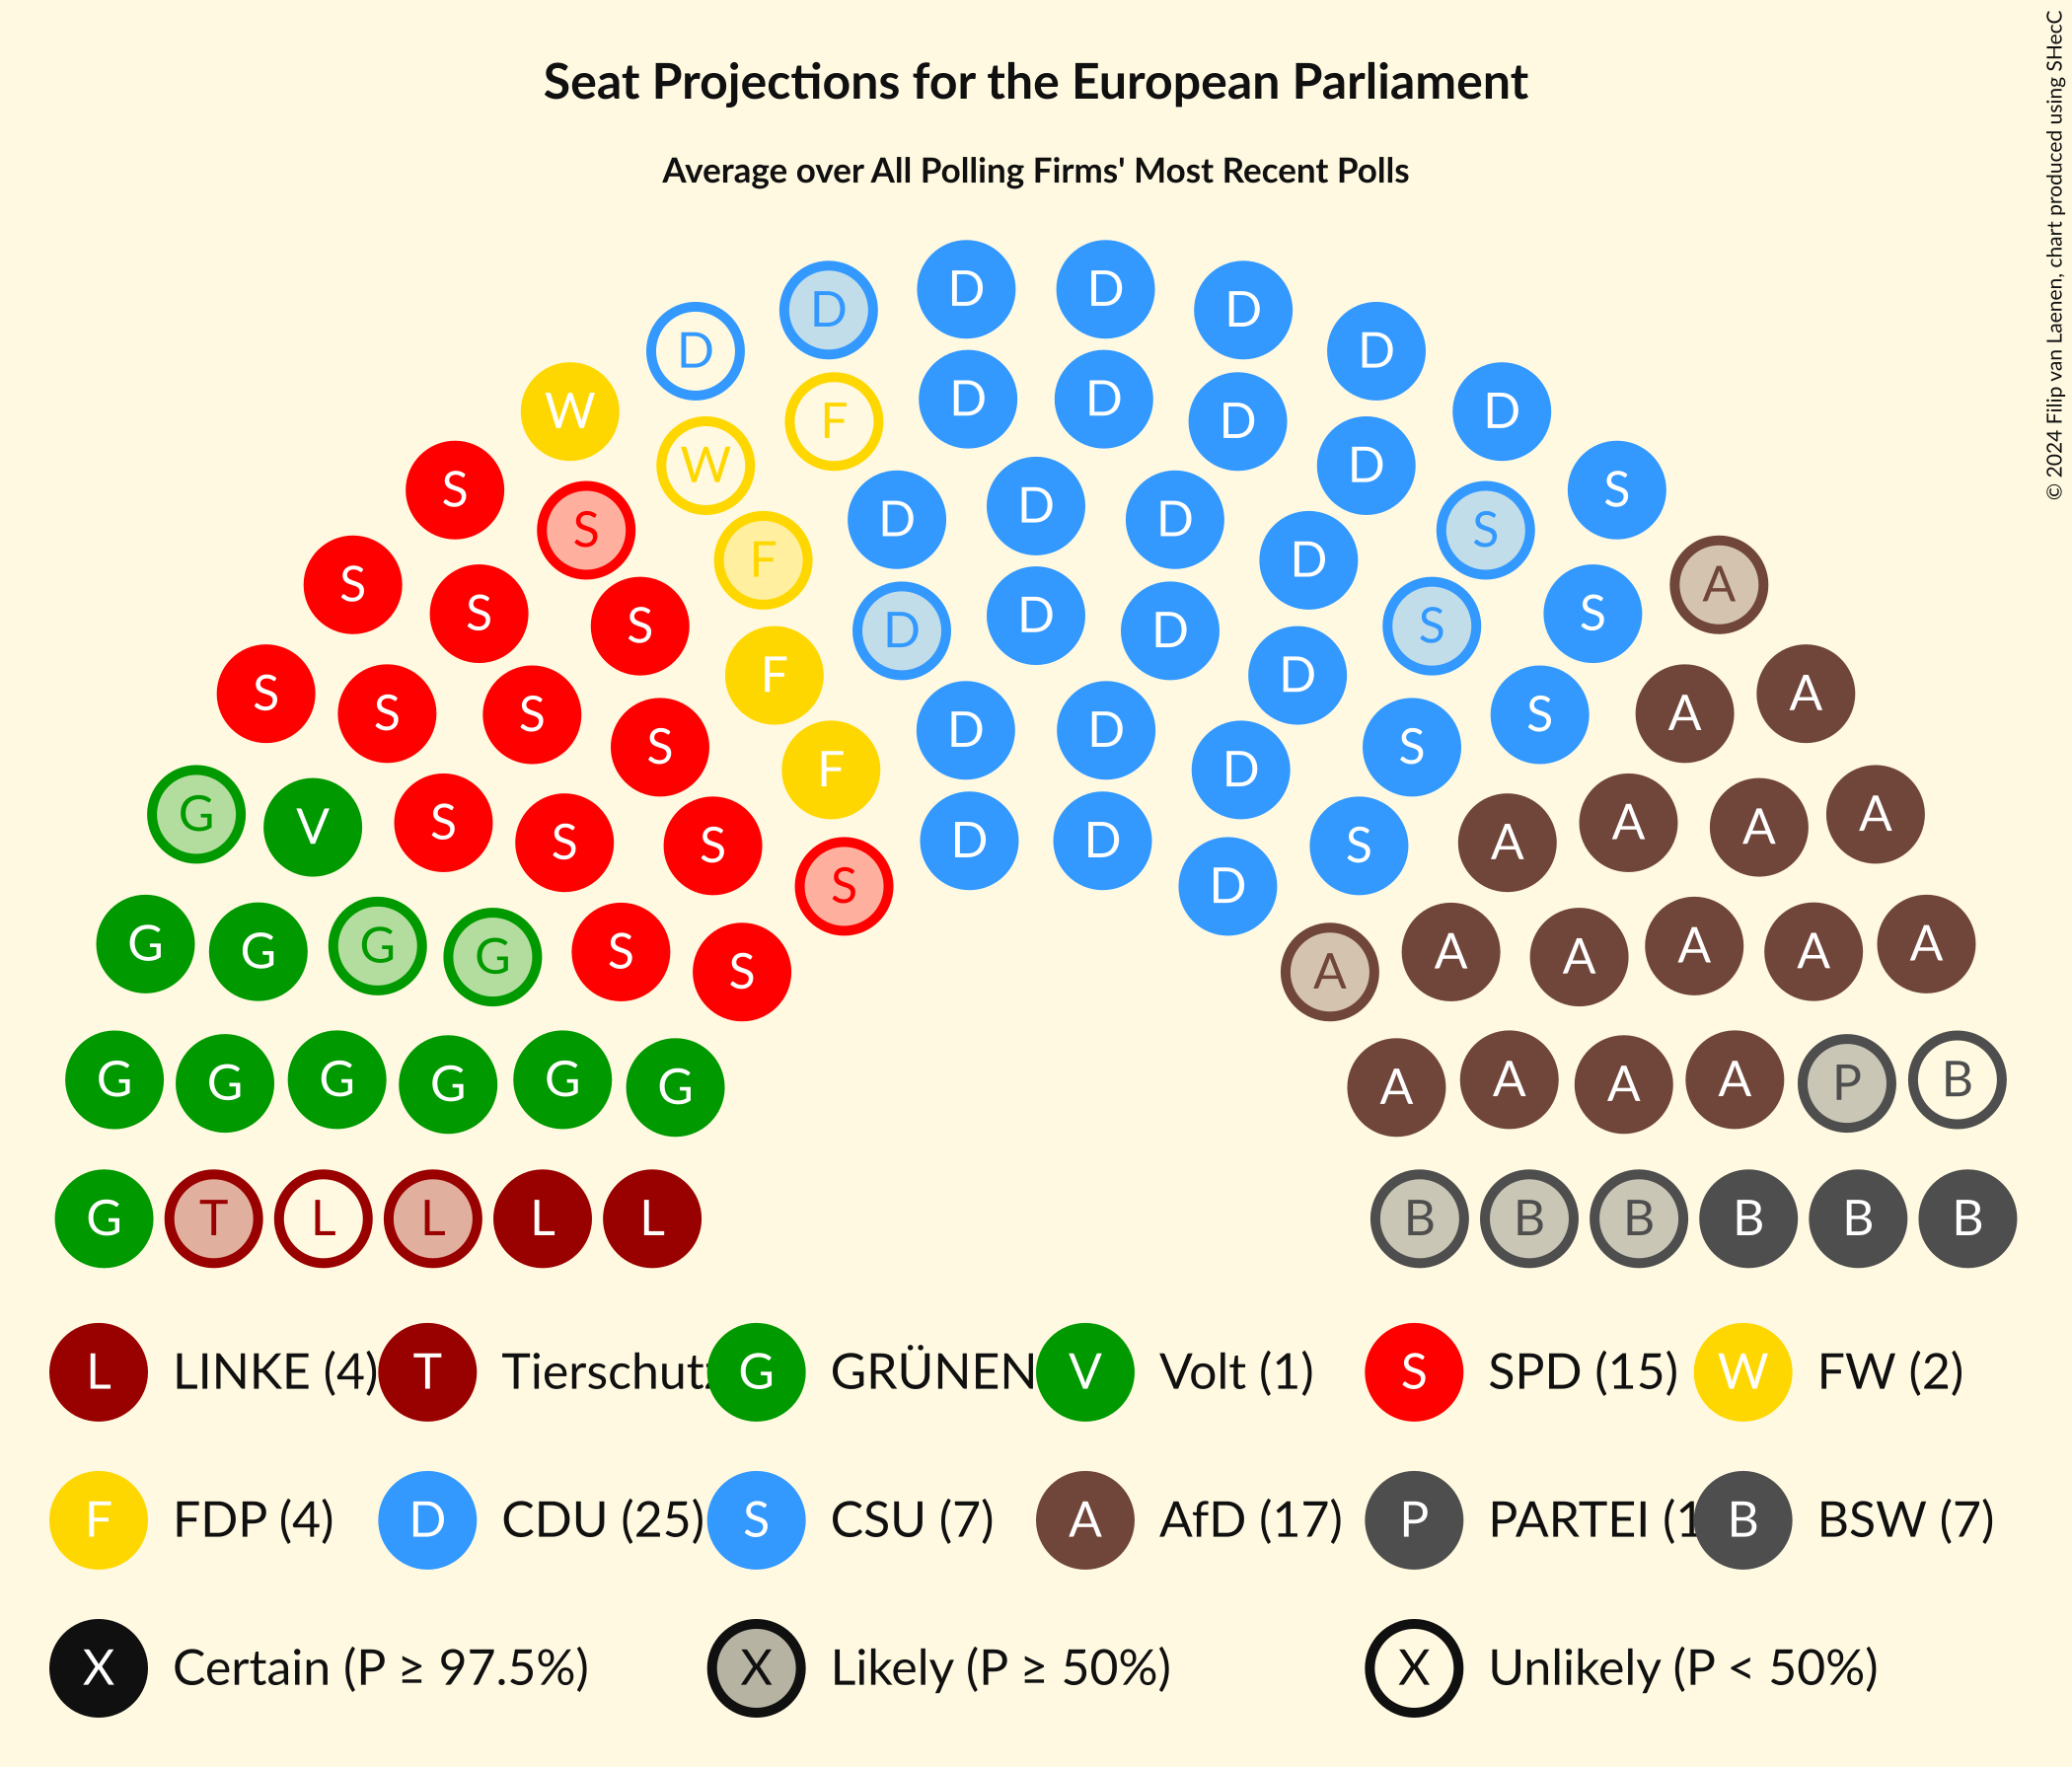 Seat Projections for the European Parliament
Average over All Polling Firms' Most Recent Polls
© 2024 Filip van Laenen, chart produced using SHecC
D D D D
D D D D
W F D D D D
W S D D D D D S S
S F D
S S S D D D D S S A
S S S S F D S S A A
G V S S S F D D D S A A A A
G G G G S S S D D D A A A A A A
G G G G G G A A A A P B
G T L L L L B B B B B B
L LINKE (4) T Tierschutz G GRÜNEN V Volt (1) S SPD (15) W FW (2)
F FDP (4) D CDU (25) S CSU (7) A AfD (17) P PARTEI (1 B BSW (7)
X Certain (P ≥ 97.5%) X Likely (P ≥ 50%) X Unlikely (P < 50%)